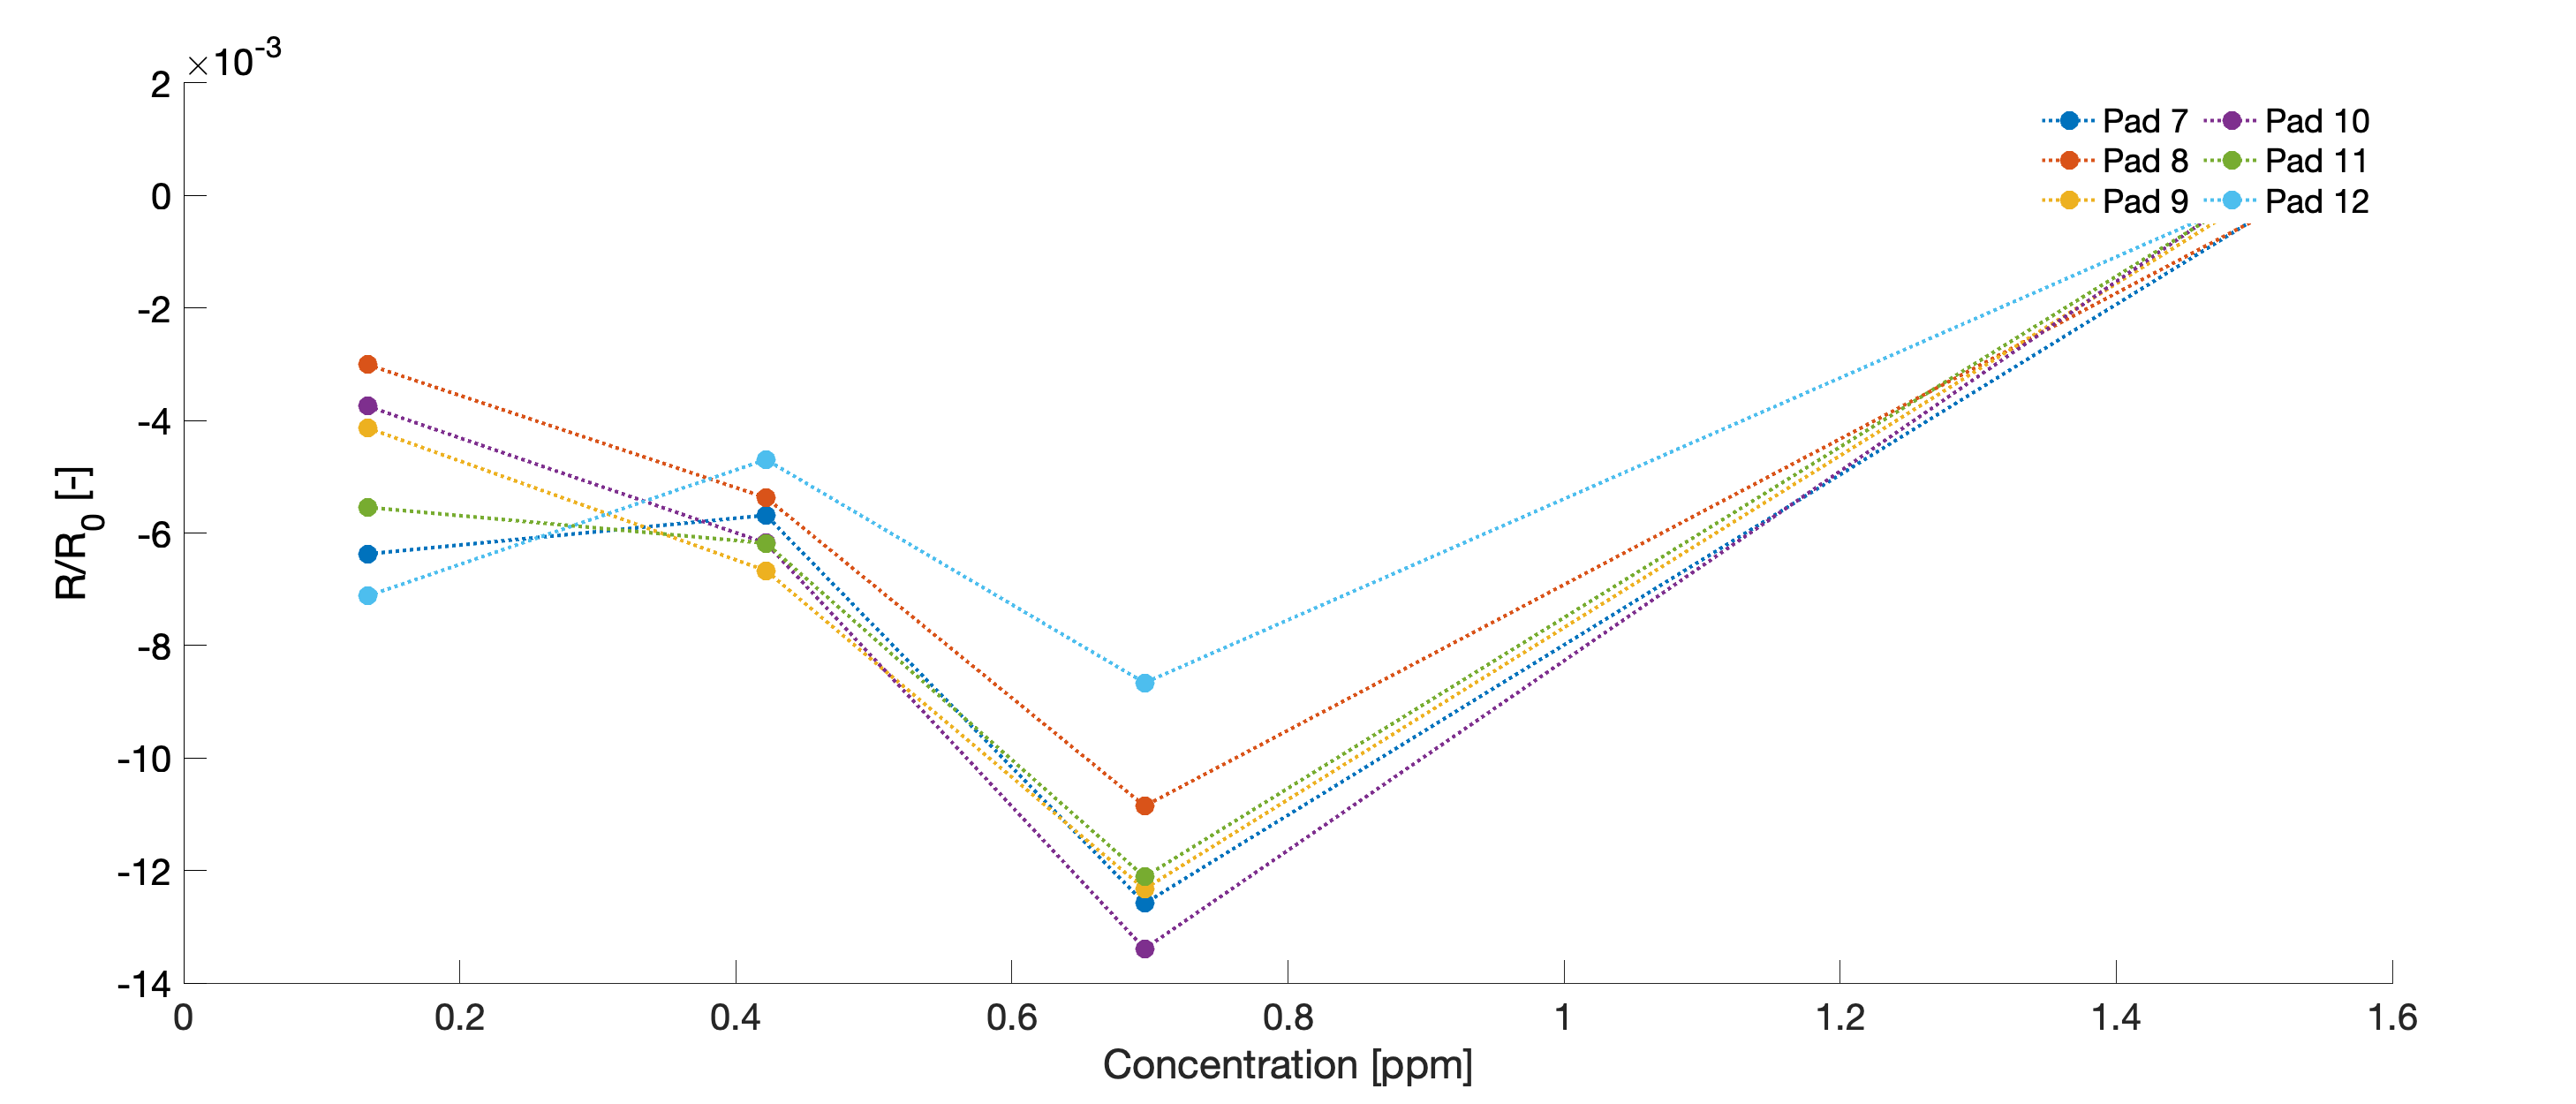 ×10⁻³
2
0
-2
-4
-6
-8
-10
-12
-14
R/R₀ [-]
Pad 7 Pad 10
Pad 8 Pad 11
Pad 9 Pad 12
0 0.2 0.4 0.6 0.8 1 1.2 1.4 1.6
Concentration [ppm]